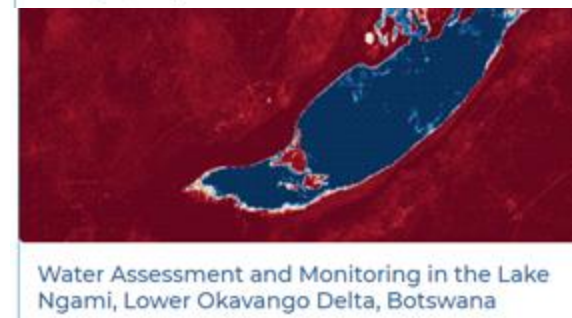 Water Assessment and Monitoring in the Lake
Ngami, Lower Okavango Delta, Botswana